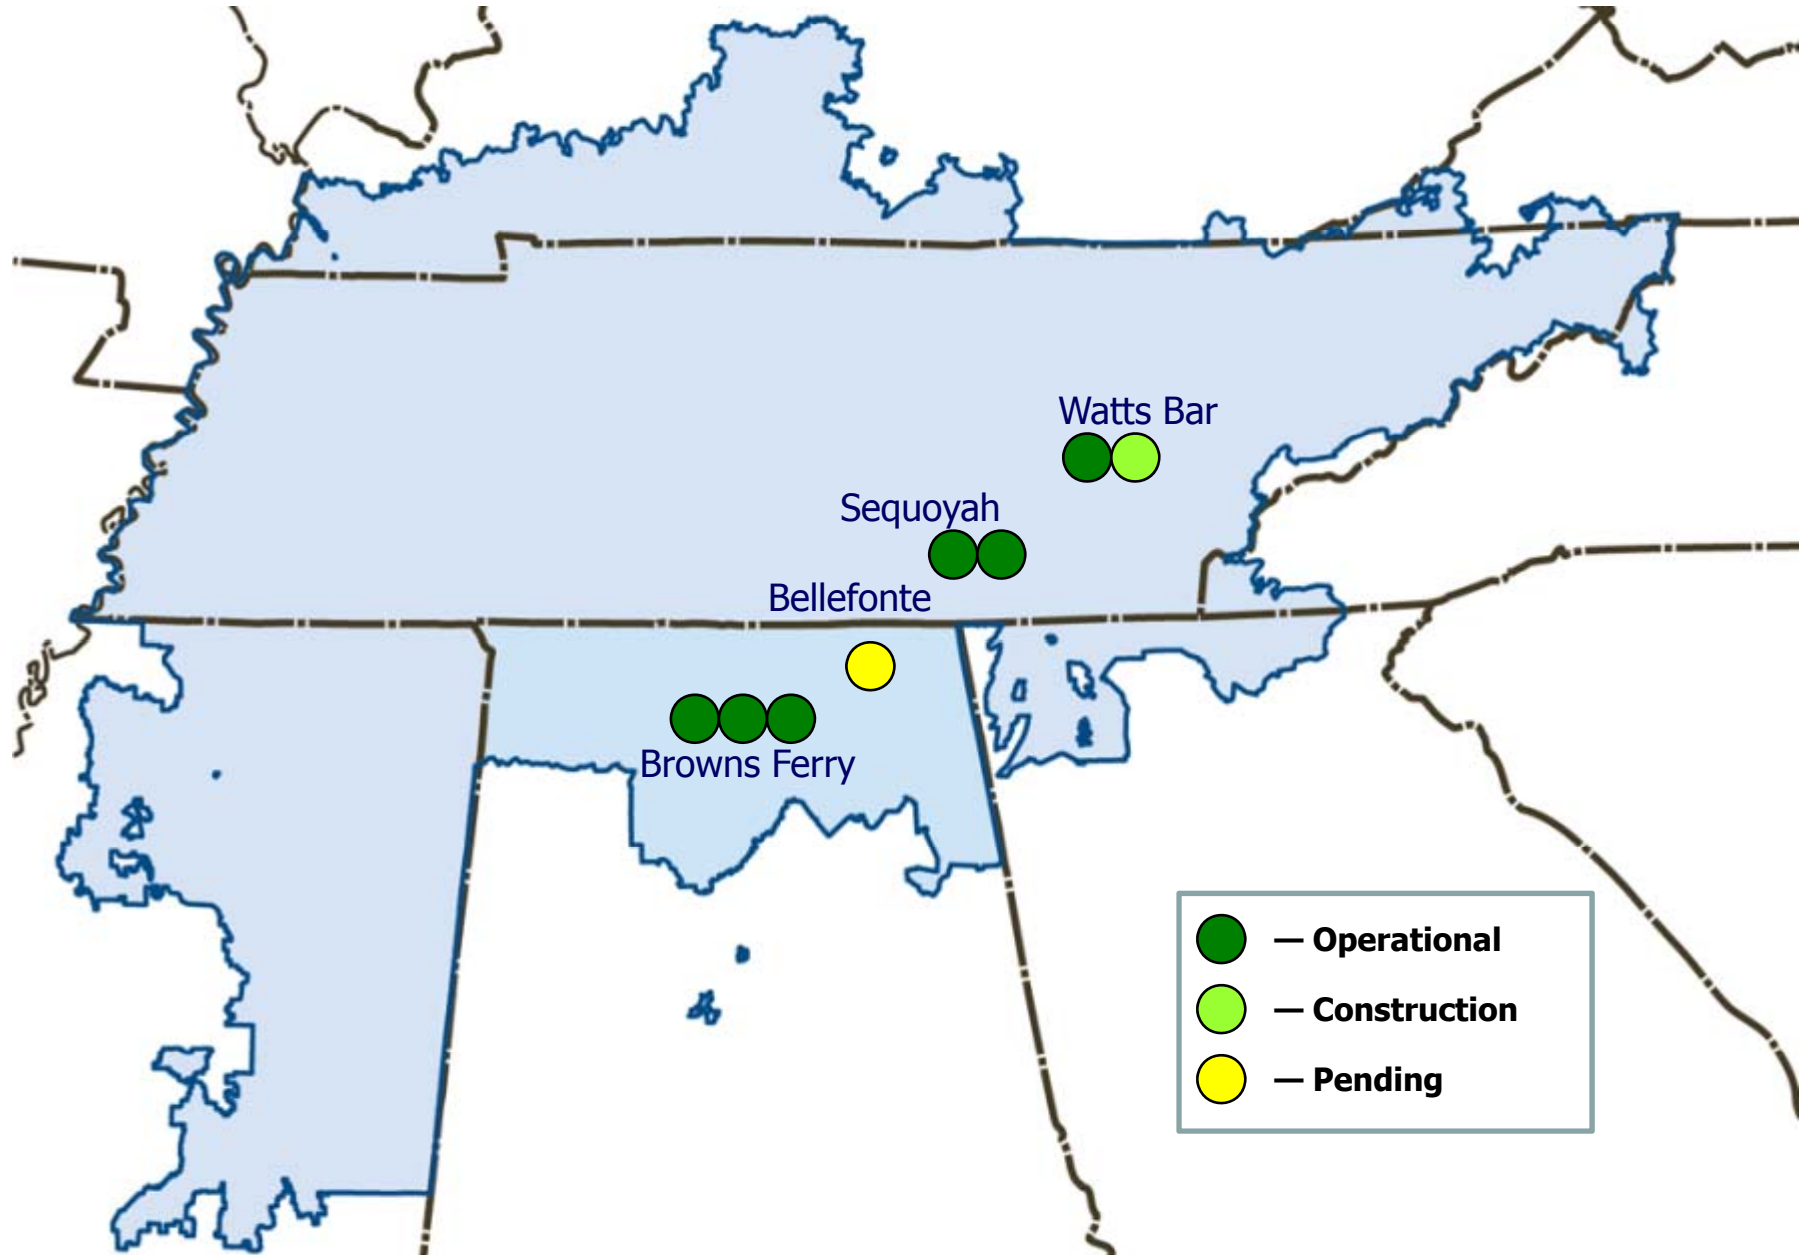 Watts Bar
Sequoyah
Bellefonte
Browns Ferry
— Operational
— Construction
— Pending